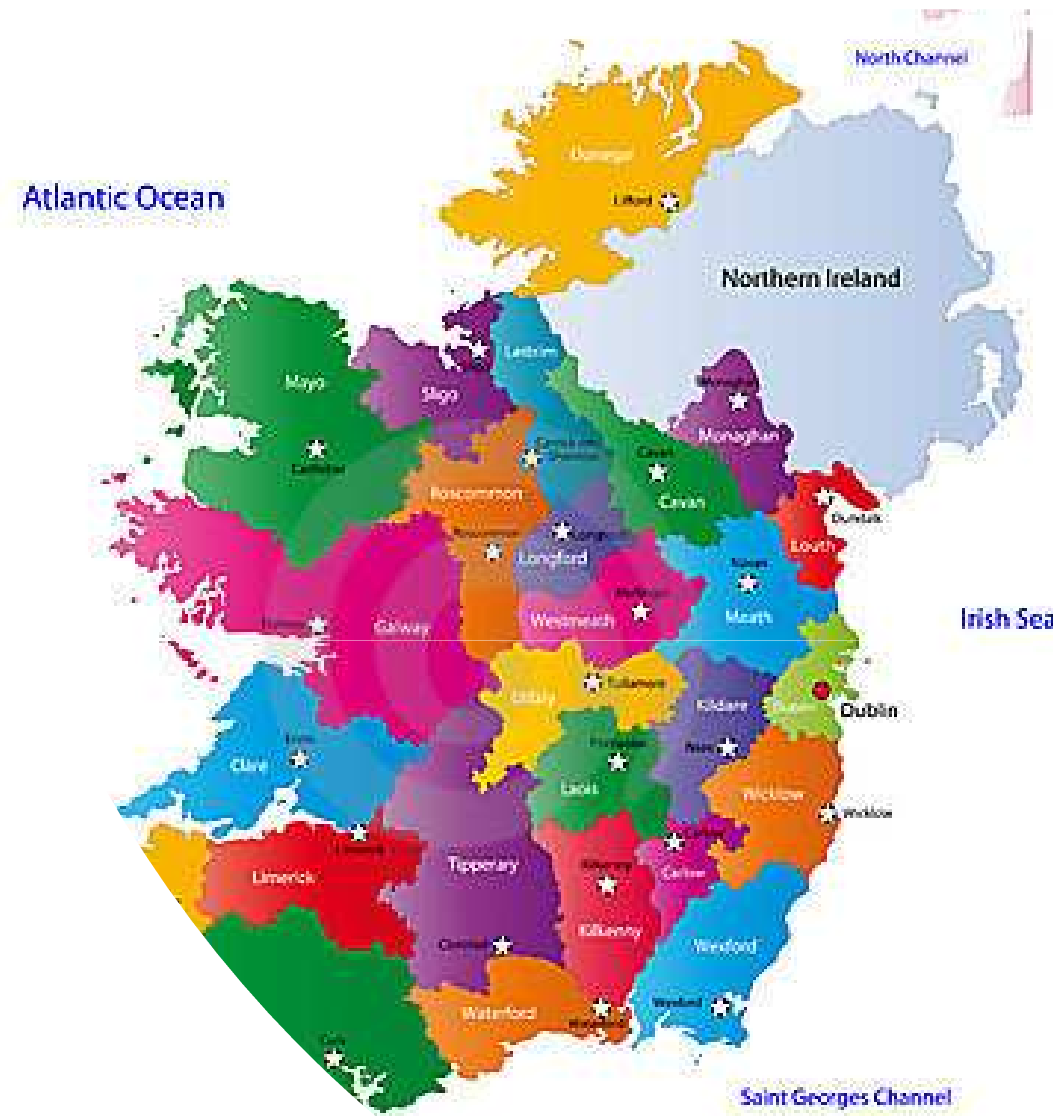 North Channel
Donegal
Atlantic Ocean
Lifford
Northern Ireland
Leitrim
Mayo
Sligo
Monaghan
Monaghan
Castlebar
Cavan
Cavan
Roscommon
Roscommon
Dundalk
Louth
Longford
Longford
Navan
Mullingar
Westmeath
Meath
Irish Sea
Galway
Offaly
Tullamore
Kildare
Dublin
Dublin
Ennis
Clare
Portlaoise
Naas
Laois
Wicklow
Wicklow
Limerick
Limerick
Tipperary
Kilkenny
Carlow
Carlow
Kilkenny
Clonmel
Wexford
Wexford
Waterford
Waterford
Cork
Saint Georges Channel